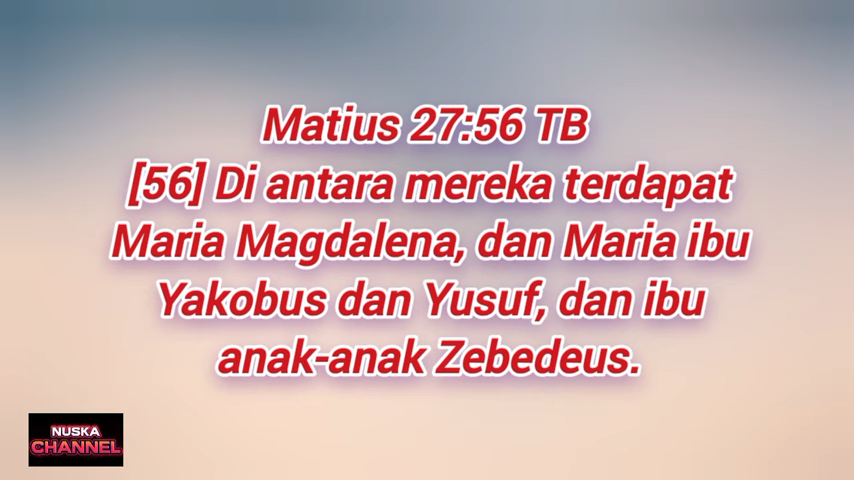 Matius 27:56 TB
[56] Di antara mereka terdapat
Maria Magdalena, dan Maria ibu
Yakobus dan Yusuf, dan ibu
anak-anak Zebedeus.
NUSKA
CHANNEL